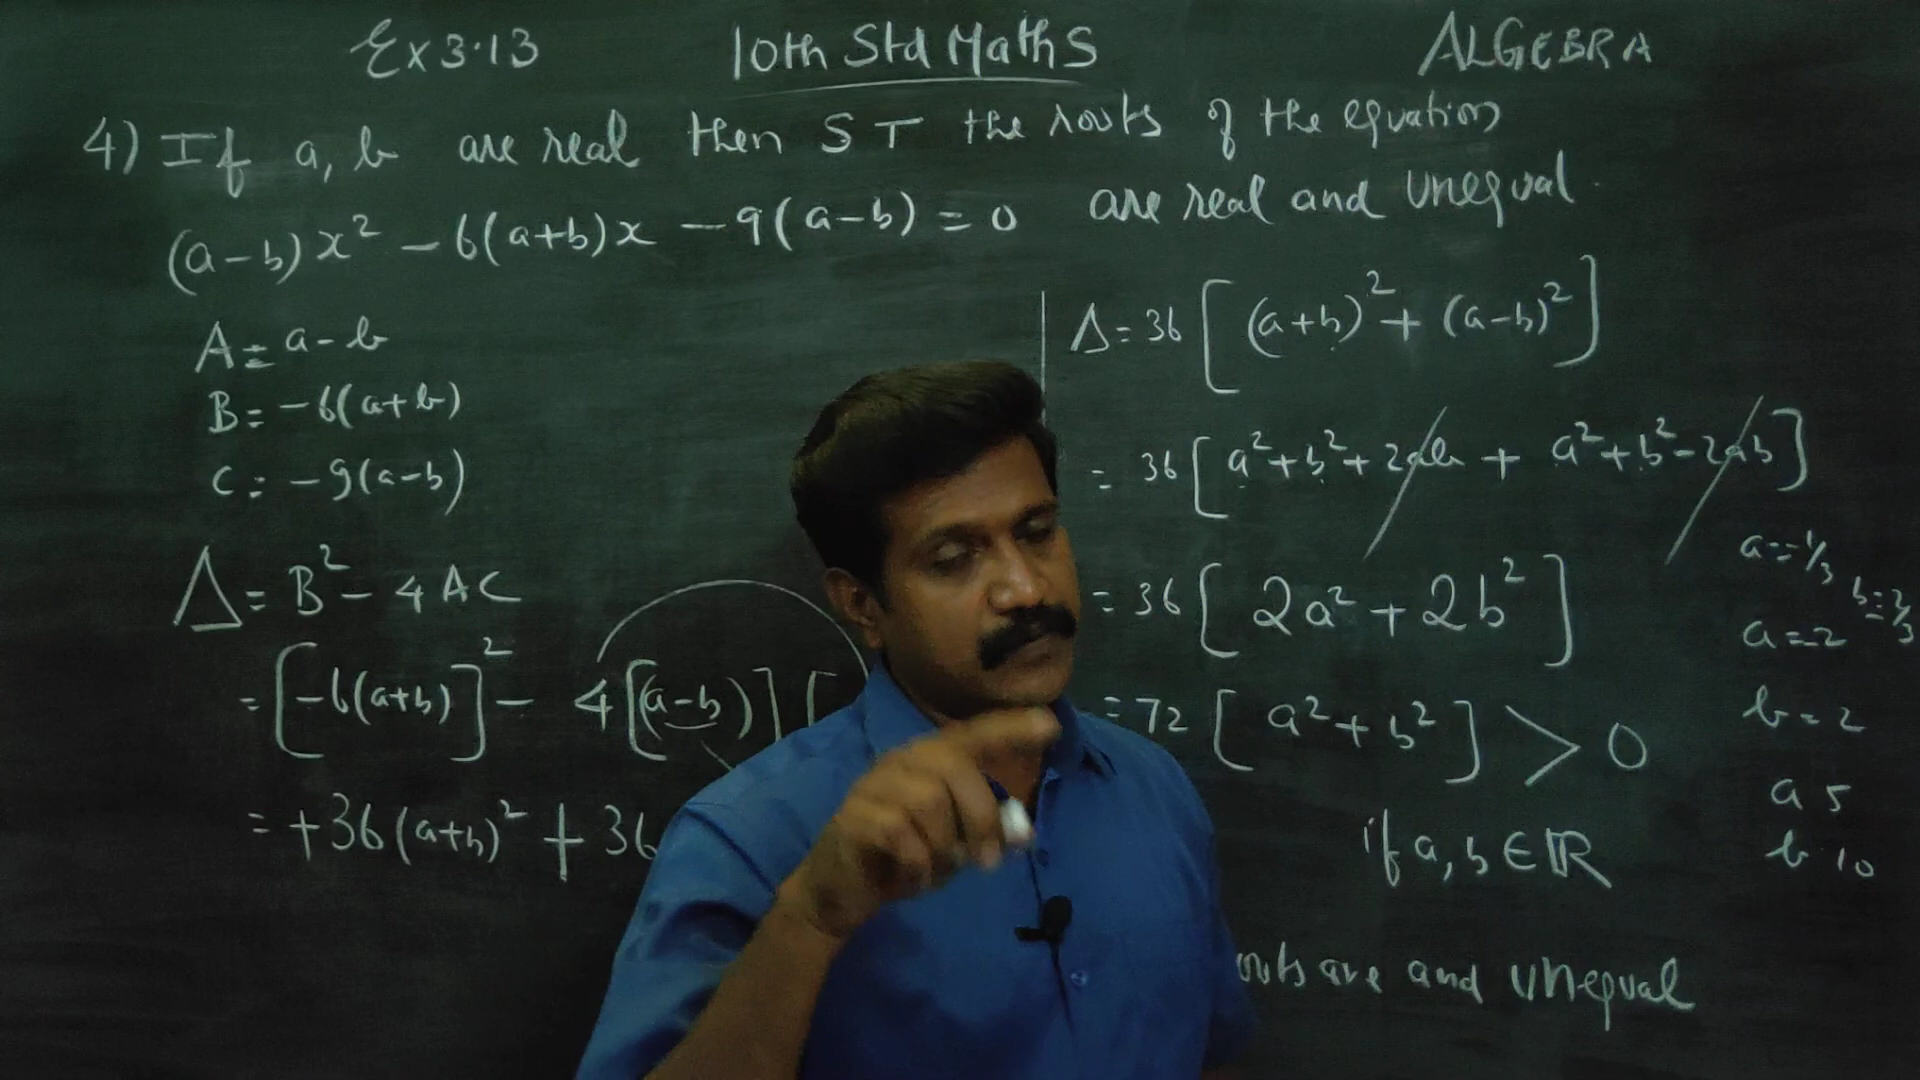 Ex 3.13 10th Std Maths ALGEBRA
4) If a, b are real then S T the roots of the equation
(a-b)x² - 6(a+b)x - 9(a-b) = 0 are real and unequal.
A = a - b
B = -6(a+b)
C = -9(a-b)
Δ = B² - 4AC
= [-6(a+b)]² - 4[(a-b)] [
= +36(a+b)² + 36
Δ = 36 [(a+b)² + (a-b)²]
= 36 [a²+b²+2ab + a²+b²-2ab]
= 36 [2a² + 2b²]
= 72 [a² + b²] > 0
if a, b ∈ ℝ
are and unequal
a=-1/3
b=2/3
b = 2
a 5
b 10